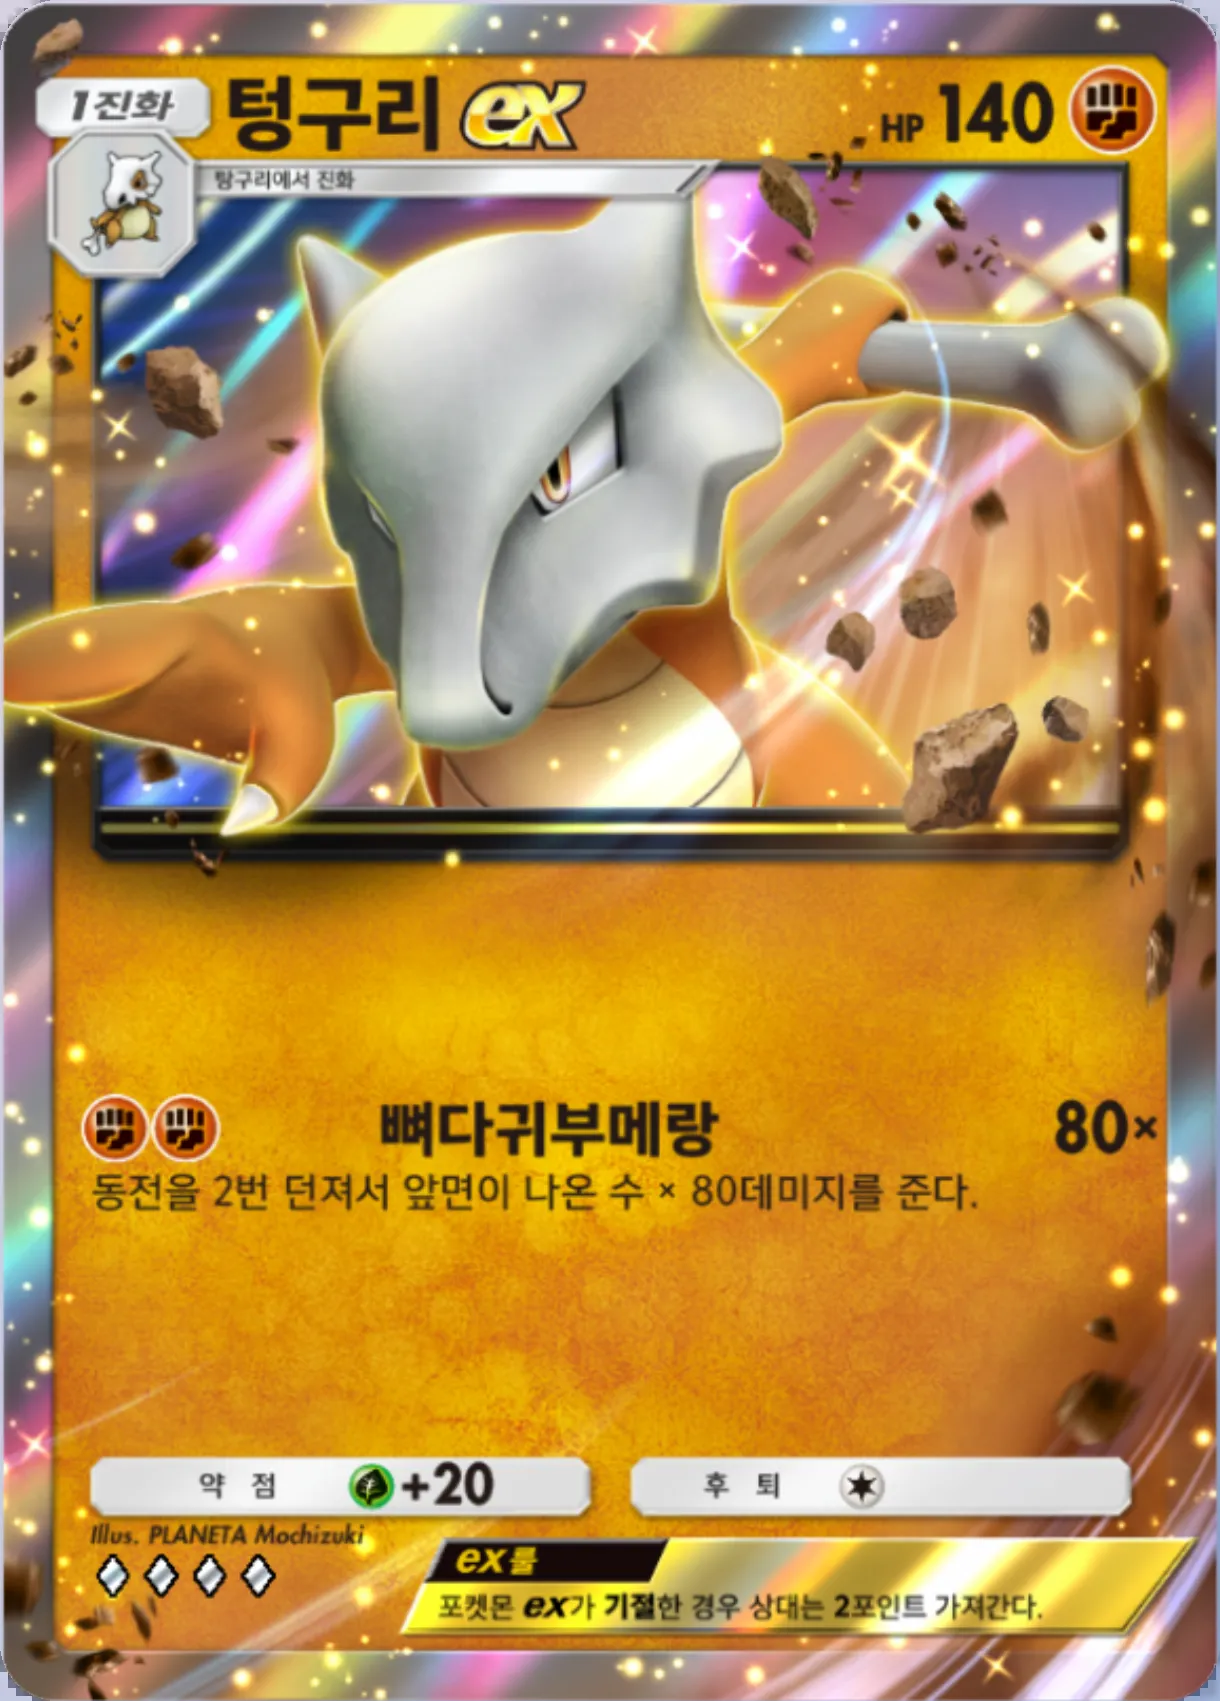 1진화
텅구리 ex
HP 140
탕구리에서 진화
뼈다귀부메랑 80×
동전을 2번 던져서 앞면이 나온 수 × 80데미지를 준다.
약점 +20
후퇴
Illus. PLANETA Mochizuki
ex룰
포켓몬 ex가 기절한 경우 상대는 2포인트 가져간다.